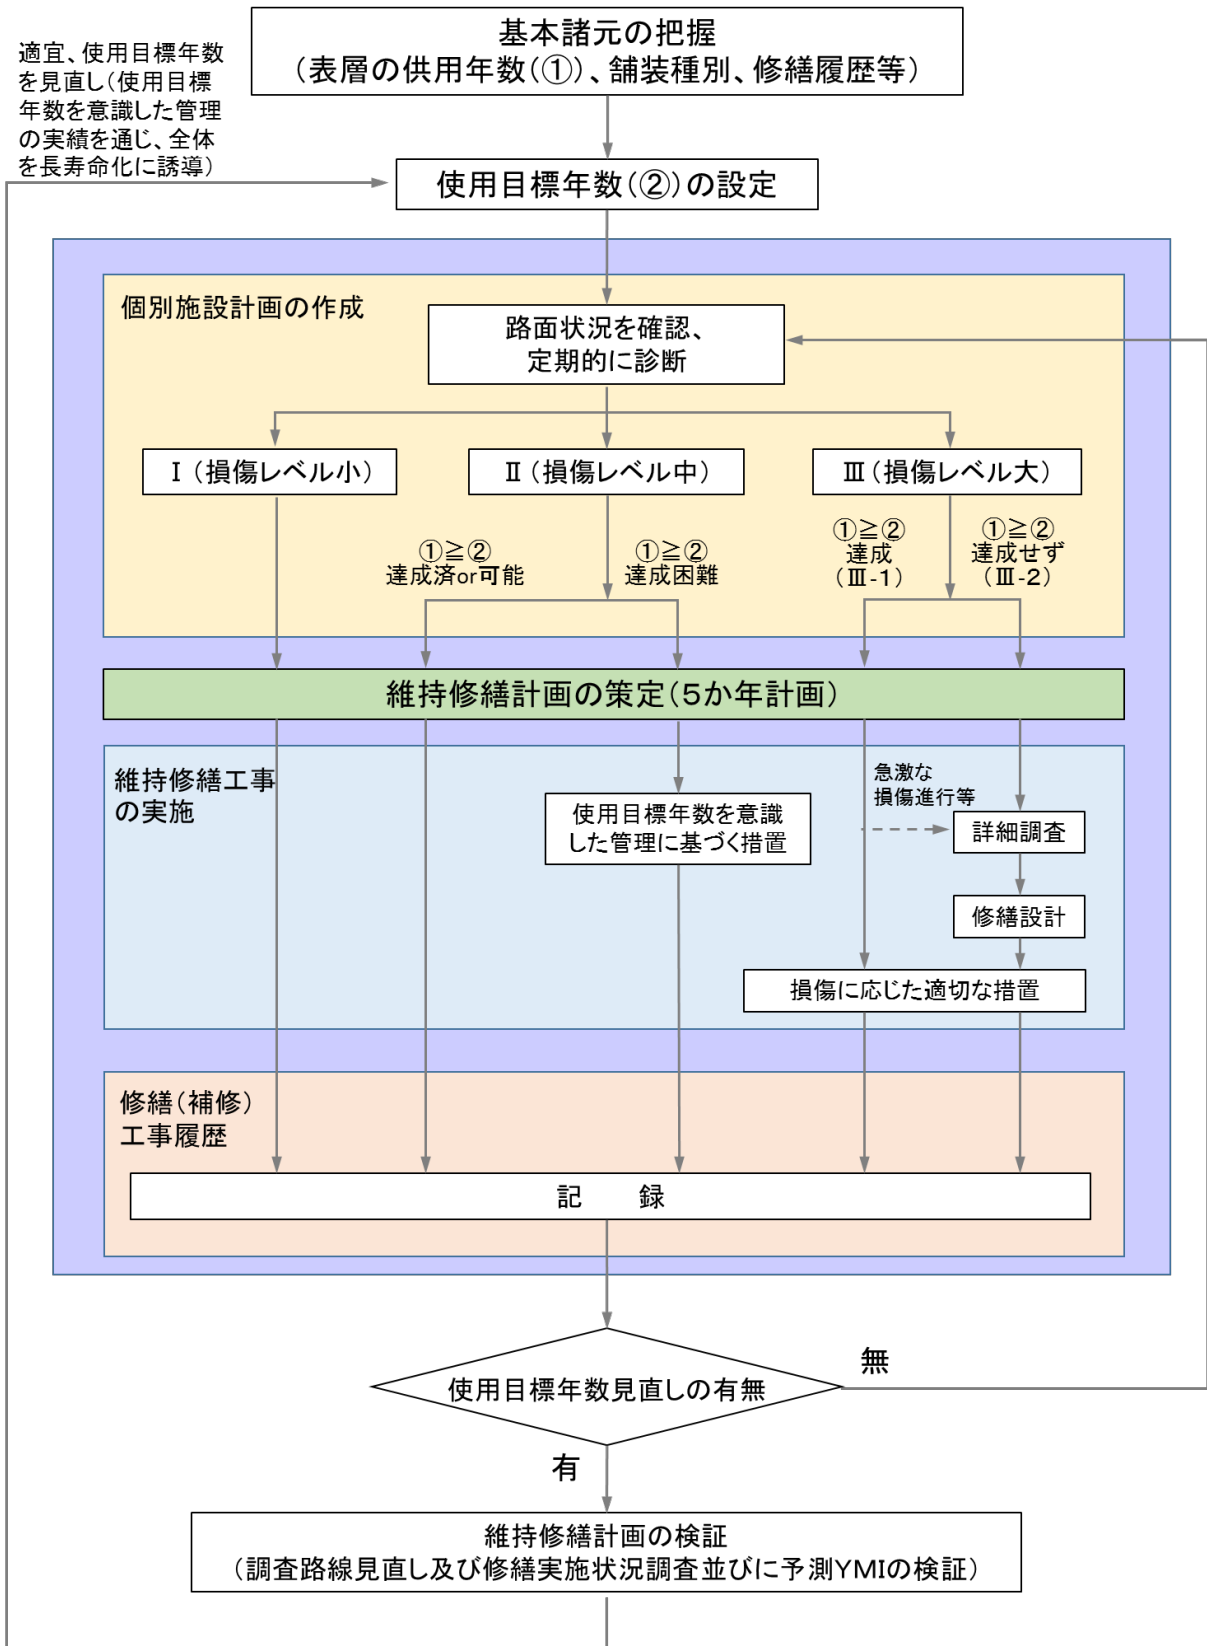 基本諸元の把握
（表層の供用年数（①）、舗装種別、修繕履歴等）
適宜、使用目標年数
を見直し（使用目標
年数を意識した管理
の実績を通じ、全体
を長寿命化に誘導）
使用目標年数（②）の設定
個別施設計画の作成
路面状況を確認、
定期的に診断
Ⅰ（損傷レベル小）
Ⅱ（損傷レベル中）
Ⅲ（損傷レベル大）
①≧②
達成済or可能
①≧②
達成困難
①≧②
達成
（Ⅲ-1）
①≧②
達成せず
（Ⅲ-2）
維持修繕計画の策定（５か年計画）
維持修繕工事
の実施
使用目標年数を意識
した管理に基づく措置
急激な
損傷進行等
詳細調査
修繕設計
損傷に応じた適切な措置
修繕（補修）
工事履歴
記　　録
使用目標年数見直しの有無
無
有
維持修繕計画の検証
（調査路線見直し及び修繕実施状況調査並びに予測YMIの検証）